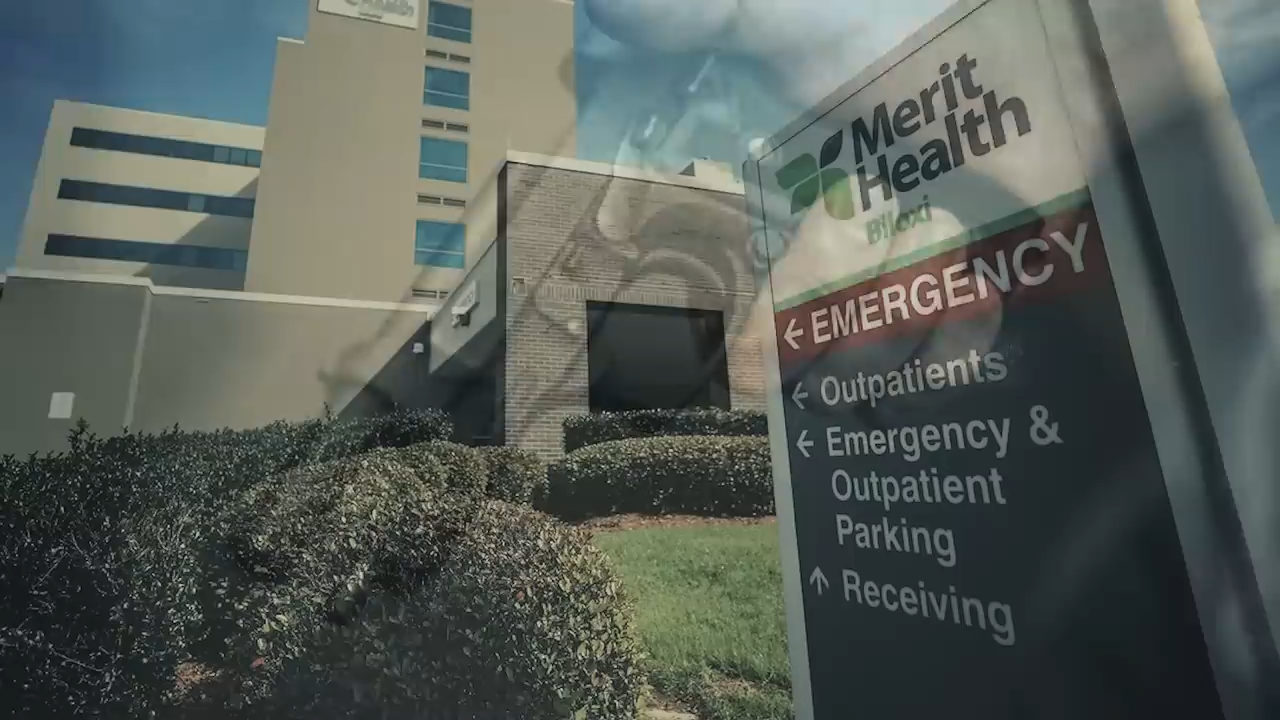 Merit
Health
Biloxi
← EMERGENCY
← Outpatients
← Emergency &
Outpatient
Parking
↑ Receiving